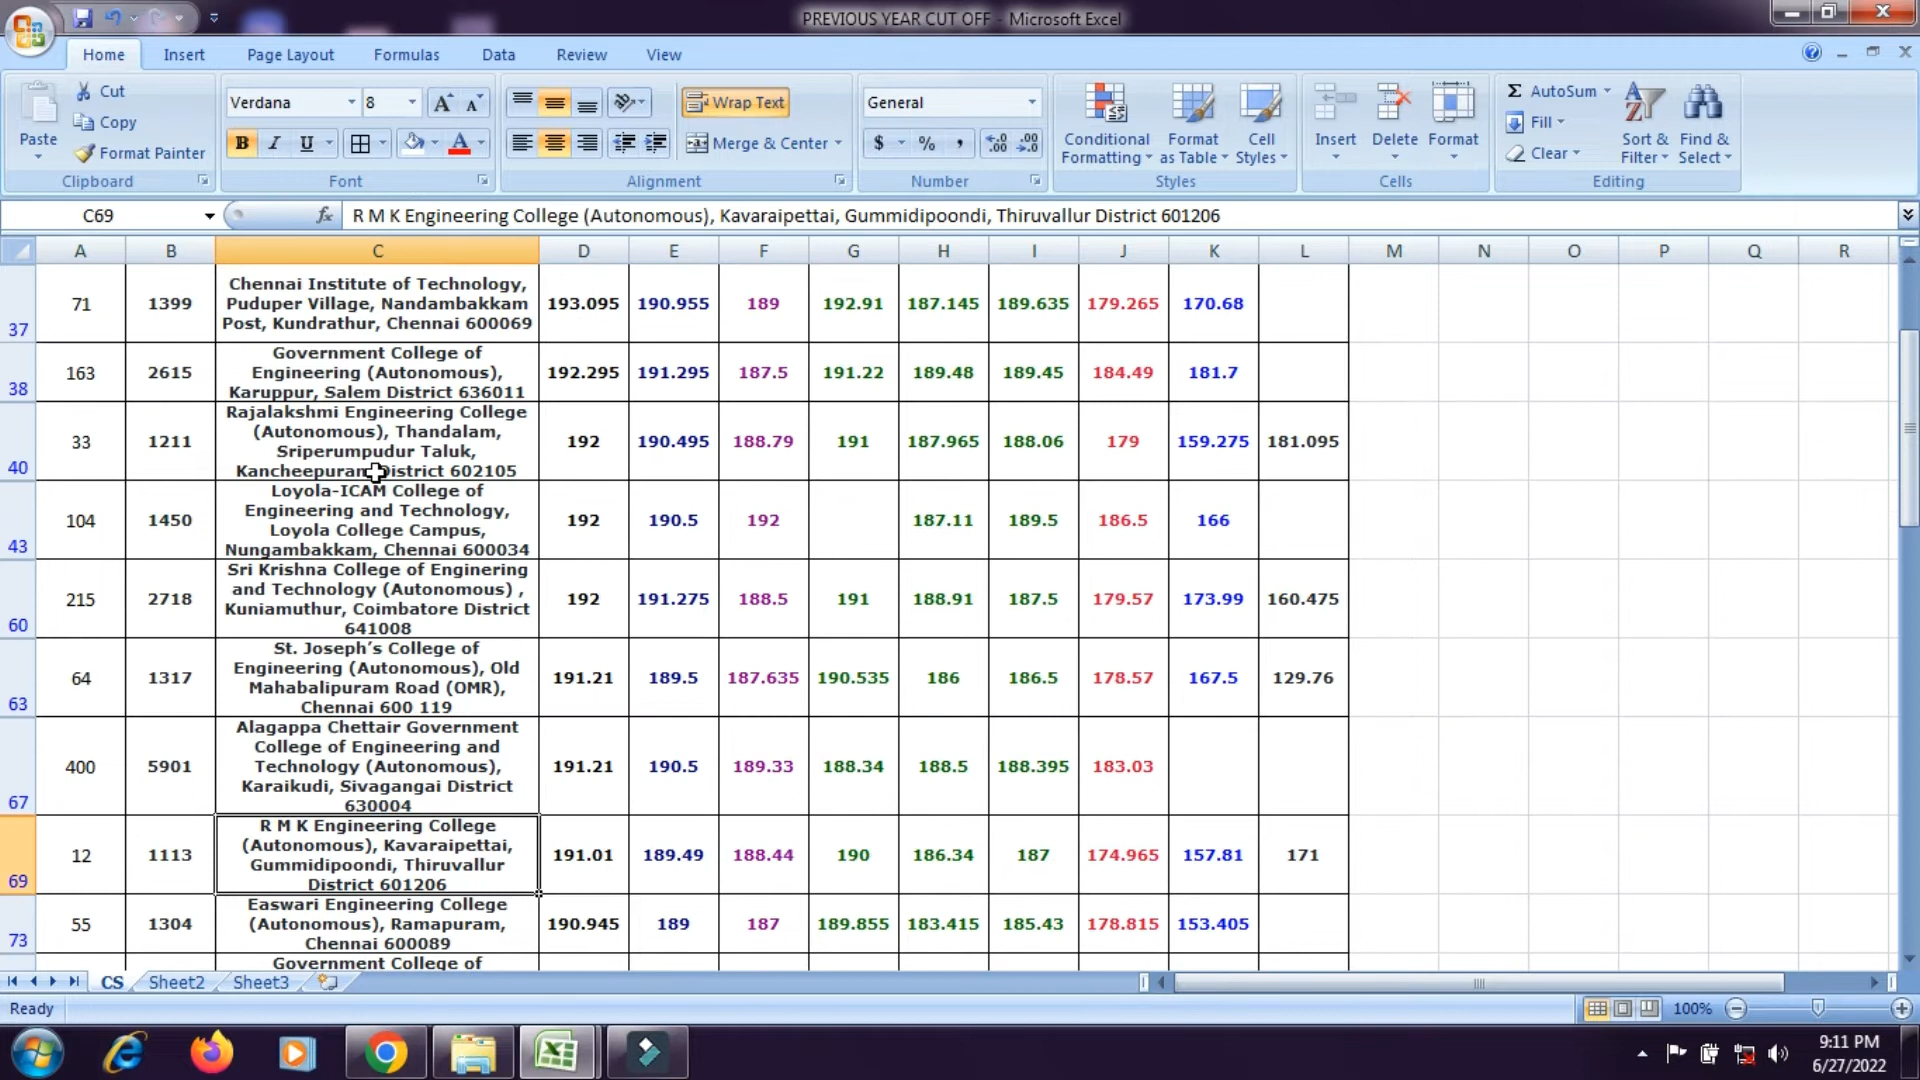 PREVIOUS YEAR CUT OFF - Microsoft Excel
Home Insert Page Layout Formulas Data Review View
Paste
Cut
Copy
Format Painter
Clipboard
Verdana 8
B I U
Font
Wrap Text
Merge & Center
Alignment
General
$ % ,
Number
Conditional Formatting
Format as Table
Cell Styles
Styles
Insert Delete Format
Cells
Σ AutoSum
Fill
Clear
Sort & Filter
Find & Select
Editing
C69 fx R M K Engineering College (Autonomous), Kavaraipettai, Gummidipoondi, Thiruvallur District 601206
A B C D E F G H I J K L M N O P Q R
37 71 1399 Chennai Institute of Technology, Puduper Village, Nandambakkam Post, Kundrathur, Chennai 600069 193.095 190.955 189 192.91 187.145 189.635 179.265 170.68
38 163 2615 Government College of Engineering (Autonomous), Karuppur, Salem District 636011 192.295 191.295 187.5 191.22 189.48 189.45 184.49 181.7
40 33 1211 Rajalakshmi Engineering College (Autonomous), Thandalam, Sriperumpudur Taluk, Kancheepuram District 602105 192 190.495 188.79 191 187.965 188.06 179 159.275 181.095
43 104 1450 Loyola-ICAM College of Engineering and Technology, Loyola College Campus, Nungambakkam, Chennai 600034 192 190.5 192 187.11 189.5 186.5 166
60 215 2718 Sri Krishna College of Enginering and Technology (Autonomous) , Kuniamuthur, Coimbatore District 641008 192 191.275 188.5 191 188.91 187.5 179.57 173.99 160.475
63 64 1317 St. Joseph’s College of Engineering (Autonomous), Old Mahabalipuram Road (OMR), Chennai 600 119 191.21 189.5 187.635 190.535 186 186.5 178.57 167.5 129.76
67 400 5901 Alagappa Chettair Government College of Engineering and Technology (Autonomous), Karaikudi, Sivagangai District 630004 191.21 190.5 189.33 188.34 188.5 188.395 183.03
69 12 1113 R M K Engineering College (Autonomous), Kavaraipettai, Gummidipoondi, Thiruvallur District 601206 191.01 189.49 188.44 190 186.34 187 174.965 157.81 171
73 55 1304 Easwari Engineering College (Autonomous), Ramapuram, Chennai 600089 190.945 189 187 189.855 183.415 185.43 178.815 153.405
Government College of
CS Sheet2 Sheet3
Ready 100%
9:11 PM
6/27/2022